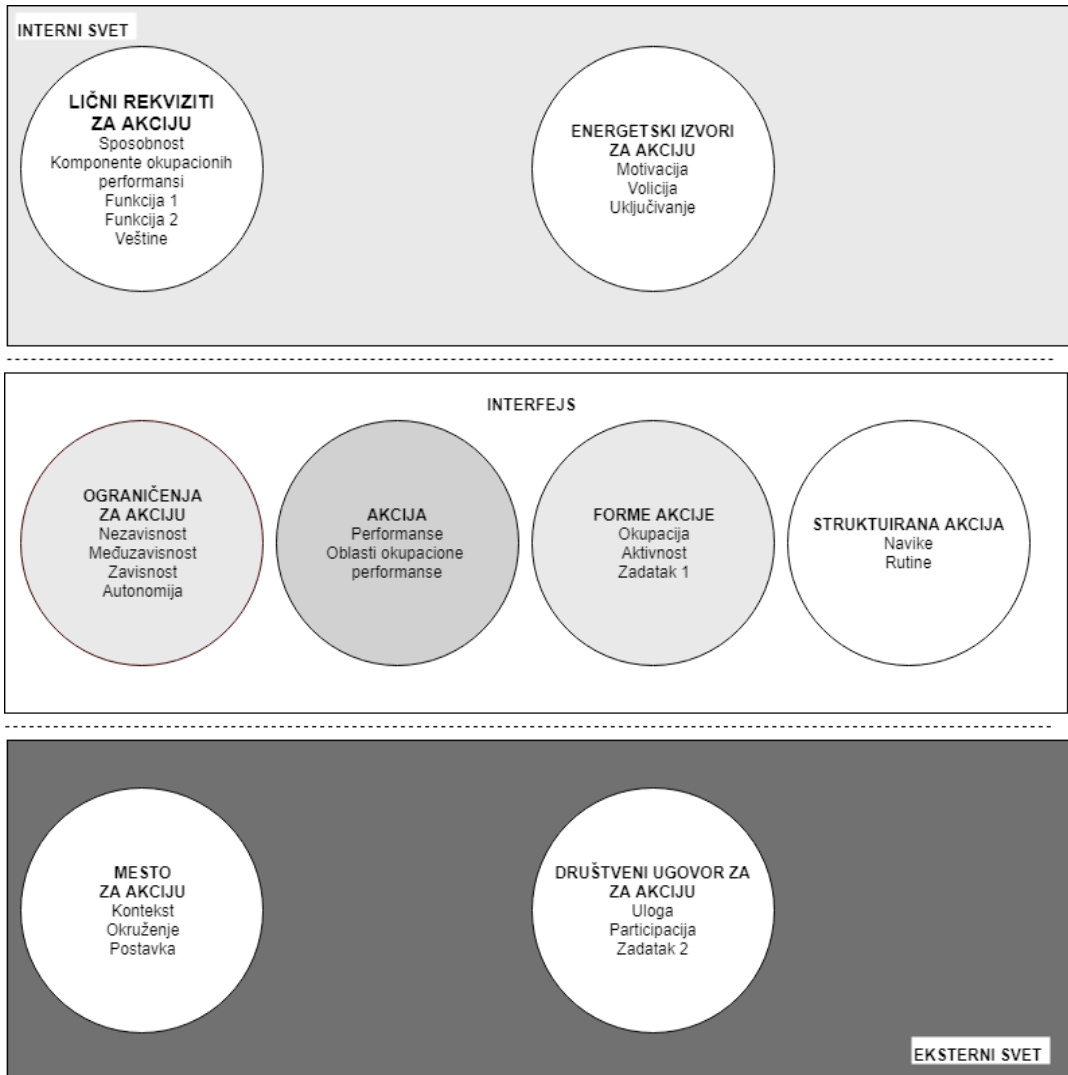 INTERNI SVET
LIČNI REKVIZITI
ZA AKCIJU
Sposobnost
Komponente okupacionih
performansi
Funkcija 1
Funkcija 2
Veštine
ENERGETSKI IZVORI
ZA AKCIJU
Motivacija
Volicija
Uključivanje
INTERFEJS
OGRANIČENJA
ZA AKCIJU
Nezavisnost
Međuzavisnost
Zavisnost
Autonomija
AKCIJA
Performanse
Oblasti okupacione
performanse
FORME AKCIJE
Okupacija
Aktivnost
Zadatak 1
STRUKTUIRANA AKCIJA
Navike
Rutine
MESTO
ZA AKCIJU
Kontekst
Okruženje
Postavka
DRUŠTVENI UGOVOR ZA
ZA AKCIJU
Uloga
Participacija
Zadatak 2
EKSTERNI SVET